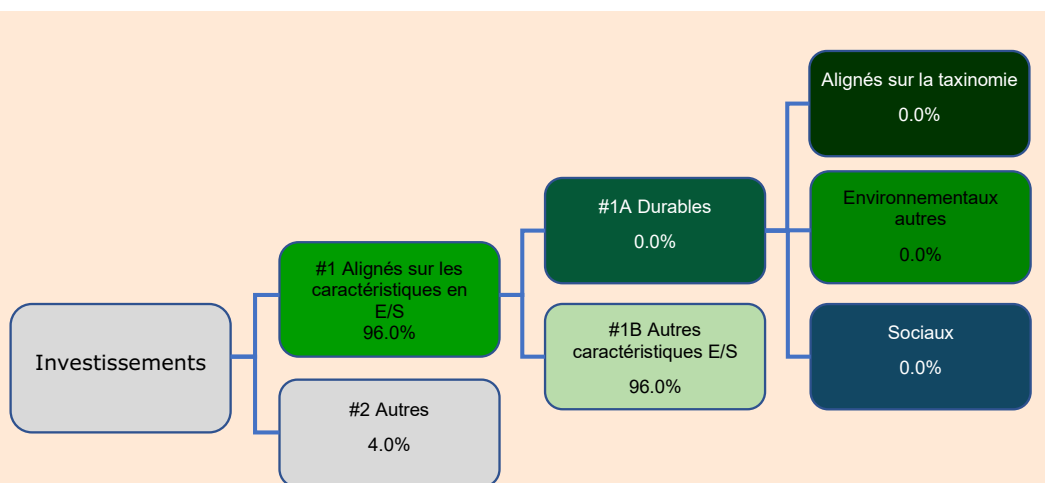 Investissements
#1 Alignés sur les
caractéristiques en
E/S
96.0%
#2 Autres
4.0%
#1A Durables
0.0%
#1B Autres
caractéristiques E/S
96.0%
Alignés sur la taxinomie
0.0%
Environnementaux
autres
0.0%
Sociaux
0.0%